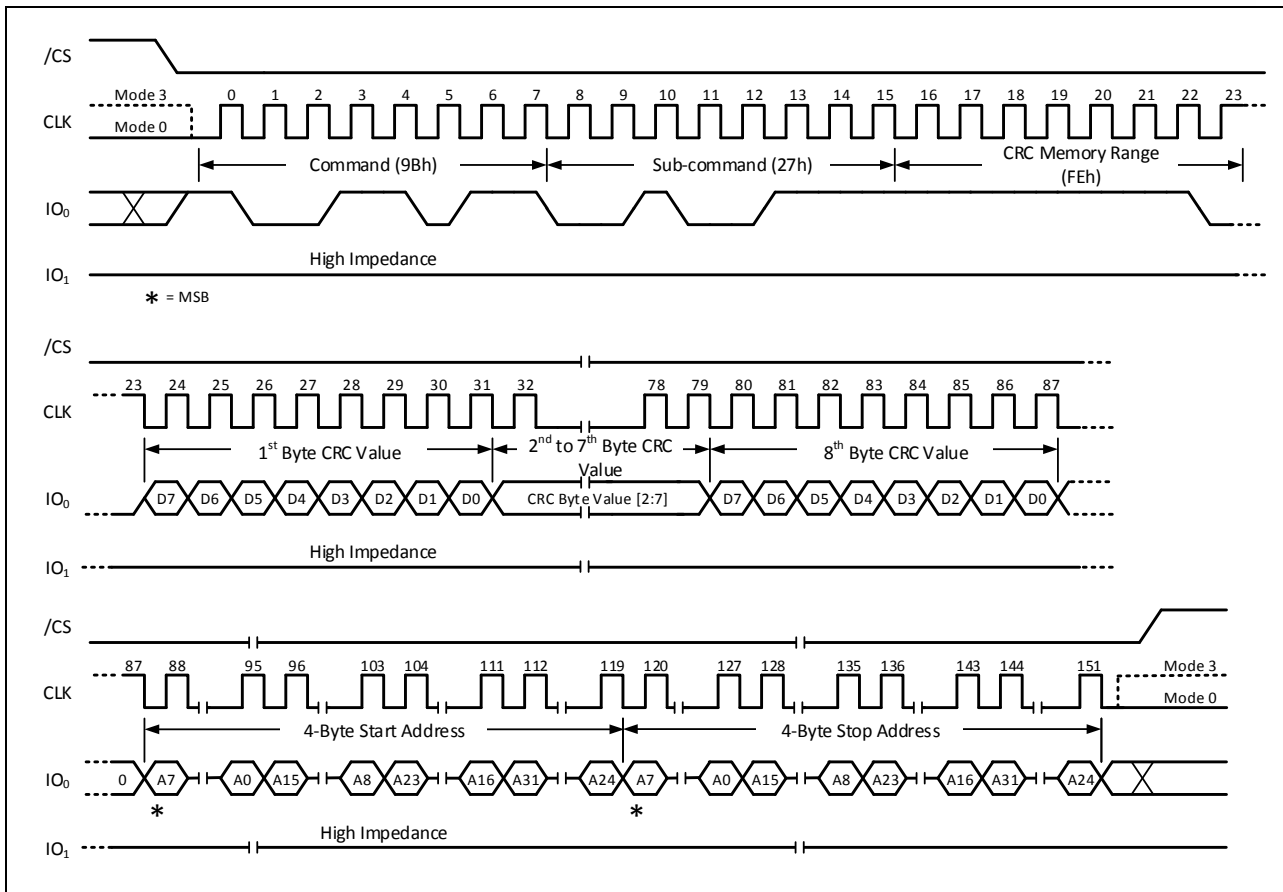 /CS
Mode 3
0 1 2 3 4 5 6 7 8 9 10 11 12 13 14 15 16 17 18 19 20 21 22 23
CLK
Mode 0
Command (9Bh) Sub-command (27h) CRC Memory Range
(FEh)
IO0
High Impedance
IO1
* = MSB
/CS
23 24 25 26 27 28 29 30 31 32 78 79 80 81 82 83 84 85 86 87
CLK
1st Byte CRC Value 2nd to 7th Byte CRC
Value 8th Byte CRC Value
IO0 D7 D6 D5 D4 D3 D2 D1 D0 CRC Byte Value [2:7] D7 D6 D5 D4 D3 D2 D1 D0
High Impedance
IO1
/CS
87 88 95 96 103 104 111 112 119 120 127 128 135 136 143 144 151 Mode 3
CLK
Mode 0
4-Byte Start Address 4-Byte Stop Address
IO0 0 A7 A0 A15 A8 A23 A16 A31 A24 A7 A0 A15 A8 A23 A16 A31 A24
* *
High Impedance
IO1